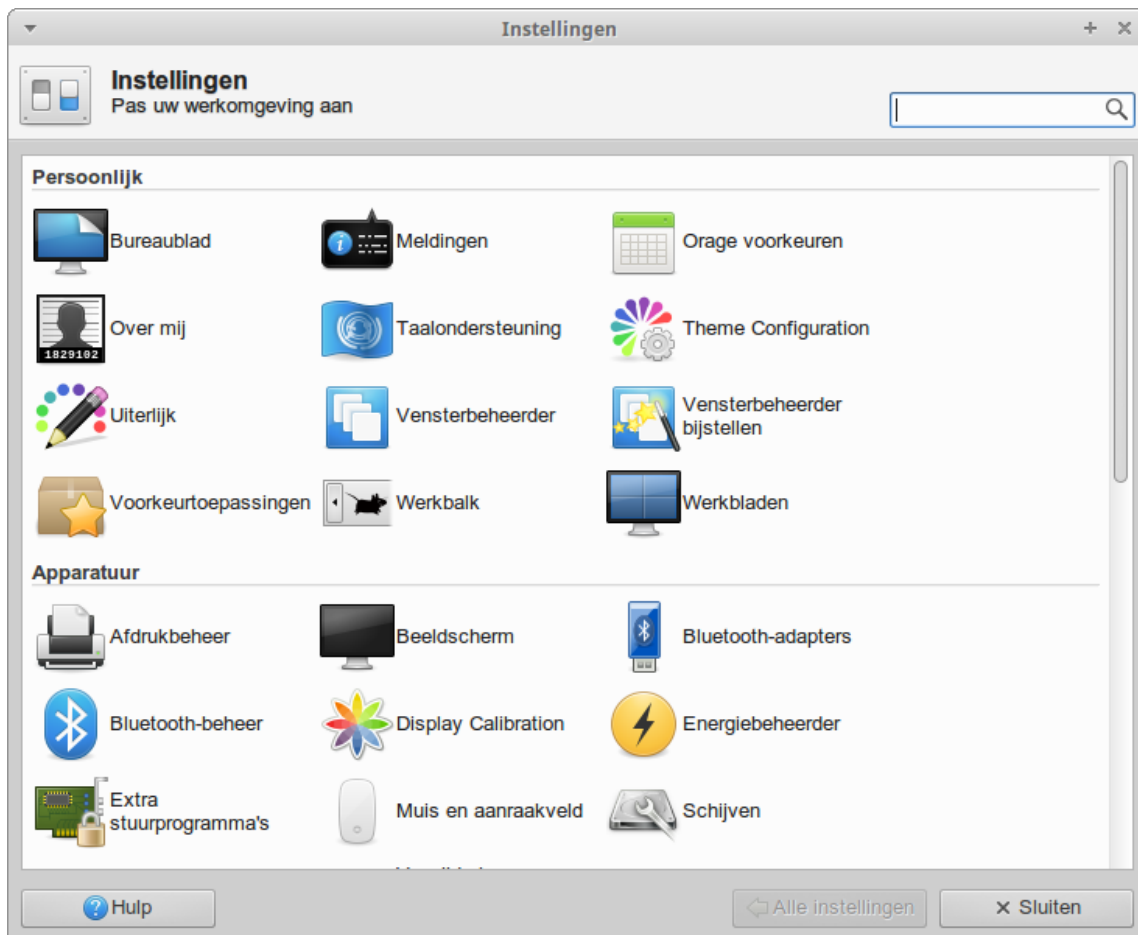 Instellingen
Instellingen
Pas uw werkomgeving aan
Persoonlijk
Bureaublad
Meldingen
Orage voorkeuren
Over mij
1829102
Taalondersteuning
Theme Configuration
Uiterlijk
Vensterbeheerder
Vensterbeheerder
bijstellen
Voorkeurtoepassingen
Werkbalk
Werkbladen
Apparatuur
Afdrukbeheer
Beeldscherm
Bluetooth-adapters
Bluetooth-beheer
Display Calibration
Energiebeheerder
Extra
stuurprogramma's
Muis en aanraakveld
Schijven
Hulp
Alle instellingen
Sluiten